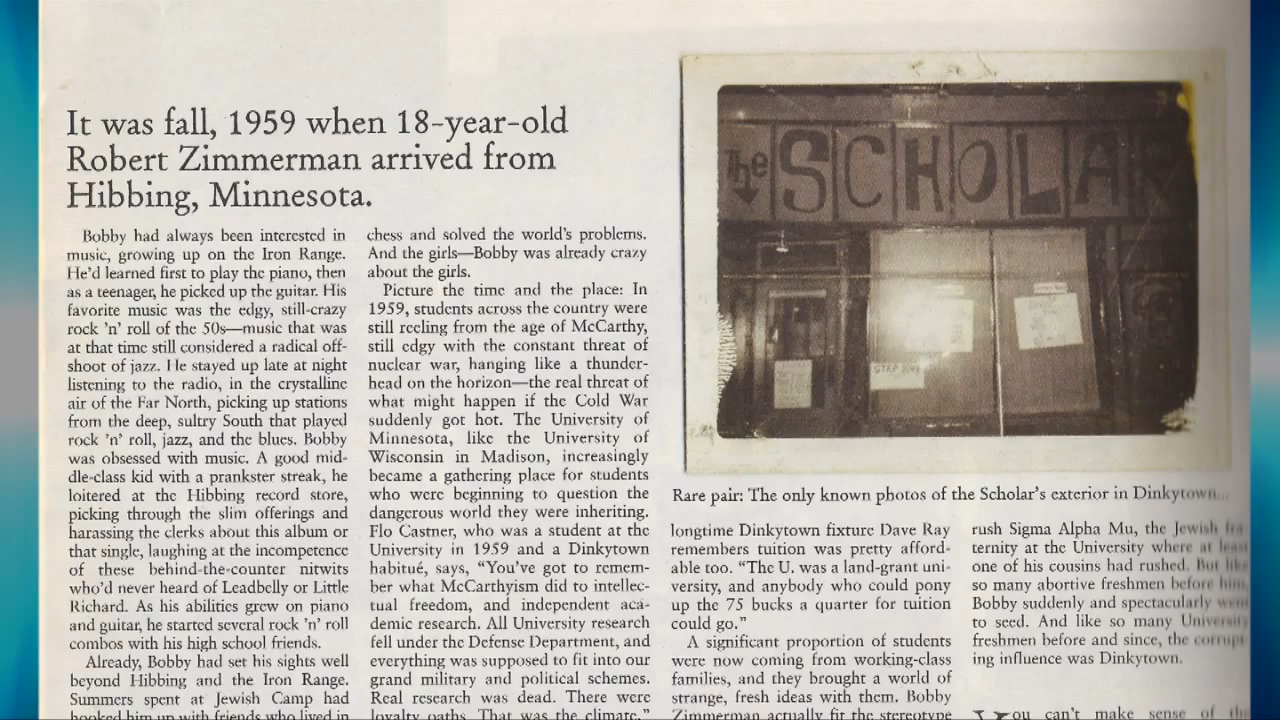 It was fall, 1959 when 18-year-old
Robert Zimmerman arrived from
Hibbing, Minnesota.
Bobby had always been interested in
music, growing up on the Iron Range.
He'd learned first to play the piano, then
as a teenager, he picked up the guitar. His
favorite music was the edgy, still-crazy
rock 'n' roll of the 50s—music that was
at that time still considered a radical off-
shoot of jazz. He stayed up late at night
listening to the radio, in the crystalline
air of the Far North, picking up stations
from the deep, sultry South that played
rock 'n' roll, jazz, and the blues. Bobby
was obsessed with music. A good mid-
dle-class kid with a prankster streak, he
loitered at the Hibbing record store,
picking through the slim offerings and
harassing the clerks about this album or
that single, laughing at the incompetence
of these behind-the-counter nitwits
who'd never heard of Leadbelly or Little
Richard. As his abilities grew on piano
and guitar, he started several rock 'n' roll
combos with his high school friends.
Already, Bobby had set his sights well
beyond Hibbing and the Iron Range.
Summers spent at Jewish Camp had
hooked him up with friends who lived in
chess and solved the world's problems.
And the girls—Bobby was already crazy
about the girls.
Picture the time and the place: In
1959, students across the country were
still reeling from the age of McCarthy,
still edgy with the constant threat of
nuclear war, hanging like a thunder-
head on the horizon—the real threat of
what might happen if the Cold War
suddenly got hot. The University of
Minnesota, like the University of
Wisconsin in Madison, increasingly
became a gathering place for students
who were beginning to question the
dangerous world they were inheriting.
Flo Castner, who was a student at the
University in 1959 and a Dinkytown
habitué, says, "You've got to remem-
ber what McCarthyism did to intellec-
tual freedom, and independent aca-
demic research. All University research
fell under the Defense Department, and
everything was supposed to fit into our
grand military and political schemes.
Real research was dead. There were
loyalty oaths. That was the climate."
The SCHOLA
Rare pair: The only known photos of the Scholar's exterior in Dinkytown...
longtime Dinkytown fixture Dave Ray
remembers tuition was pretty afford-
able too. "The U. was a land-grant uni-
versity, and anybody who could pony
up the 75 bucks a quarter for tuition
could go."
A significant proportion of students
were now coming from working-class
families, and they brought a world of
strange, fresh ideas with them. Bobby
Zimmerman actually fit the stereotype
rush Sigma Alpha Mu, the Jewish fra-
ternity at the University where at least
one of his cousins had rushed. But like
so many abortive freshmen before him,
Bobby suddenly and spectacularly went
to seed. And like so many University
freshmen before and since, the corrupt-
ing influence was Dinkytown.
You can't make sense of the